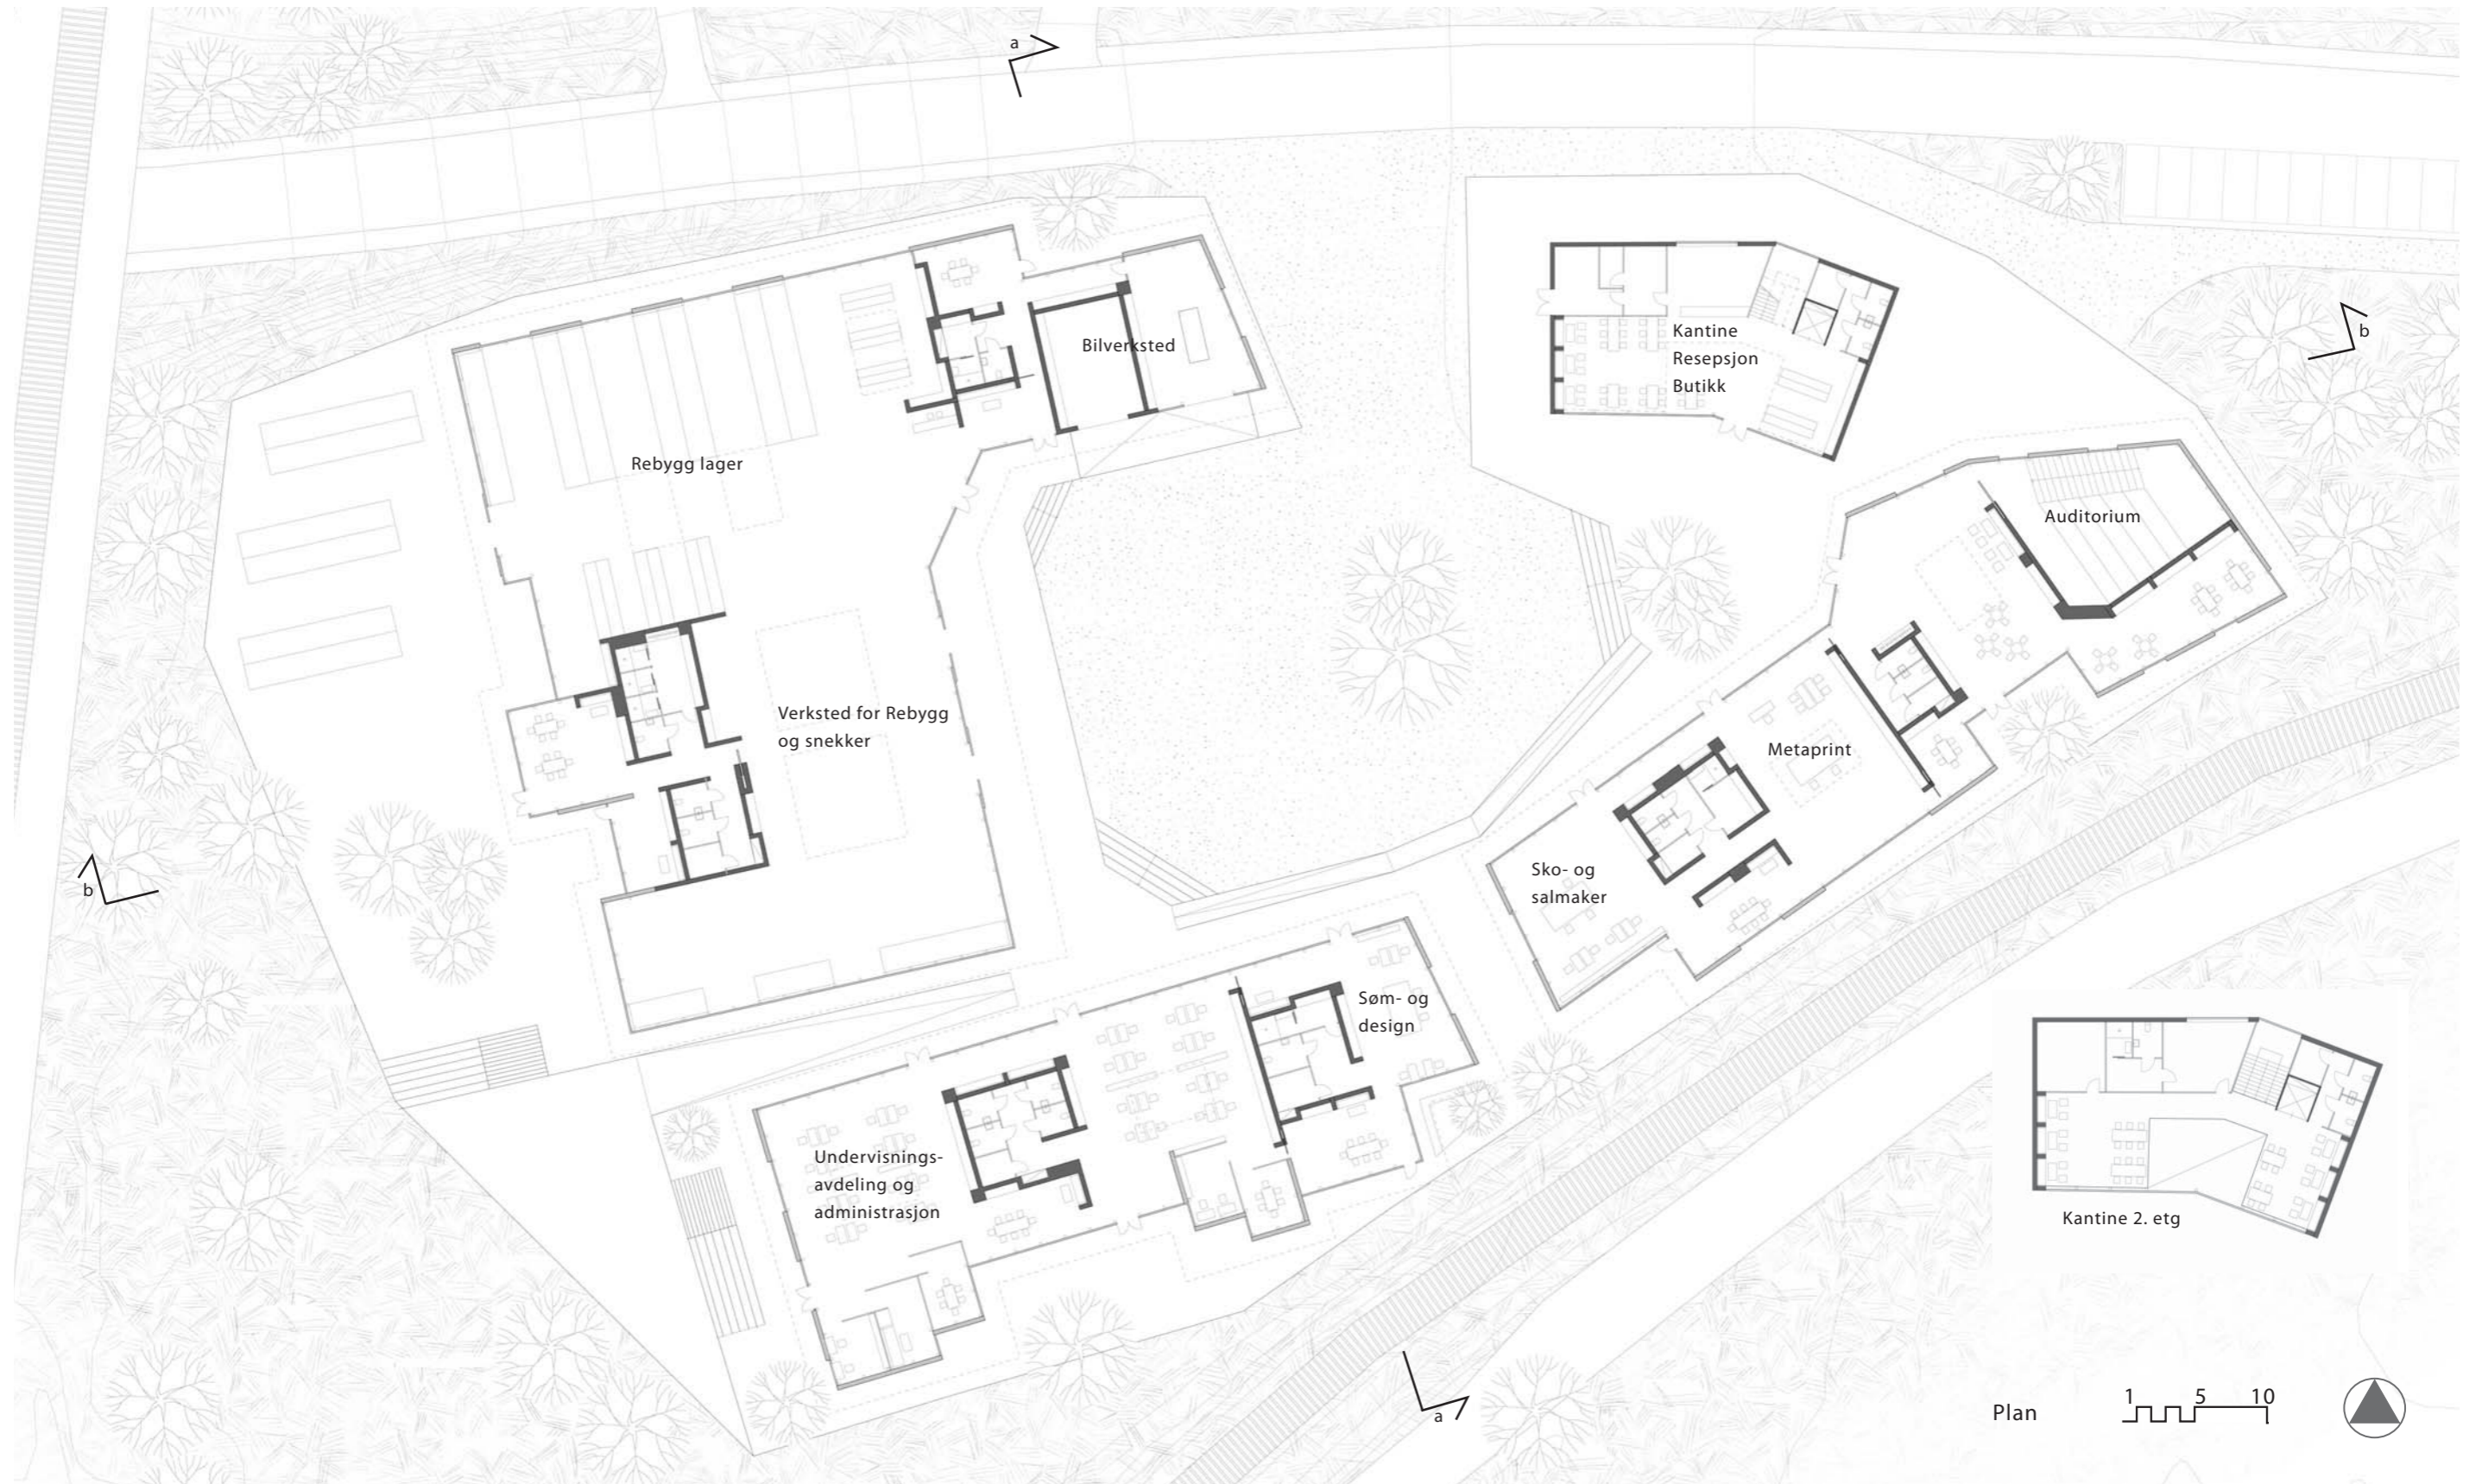 a
Bilverksted
Kantine
Resepsjon
Butikk
b
Rebygg lager
Auditorium
Verksted for Rebygg
og snekker
Metaprint
Sko- og
salmaker
b
Søm- og
design
Undervisnings-
avdeling og
administrasjon
Kantine 2. etg
a
Plan
1 5 10